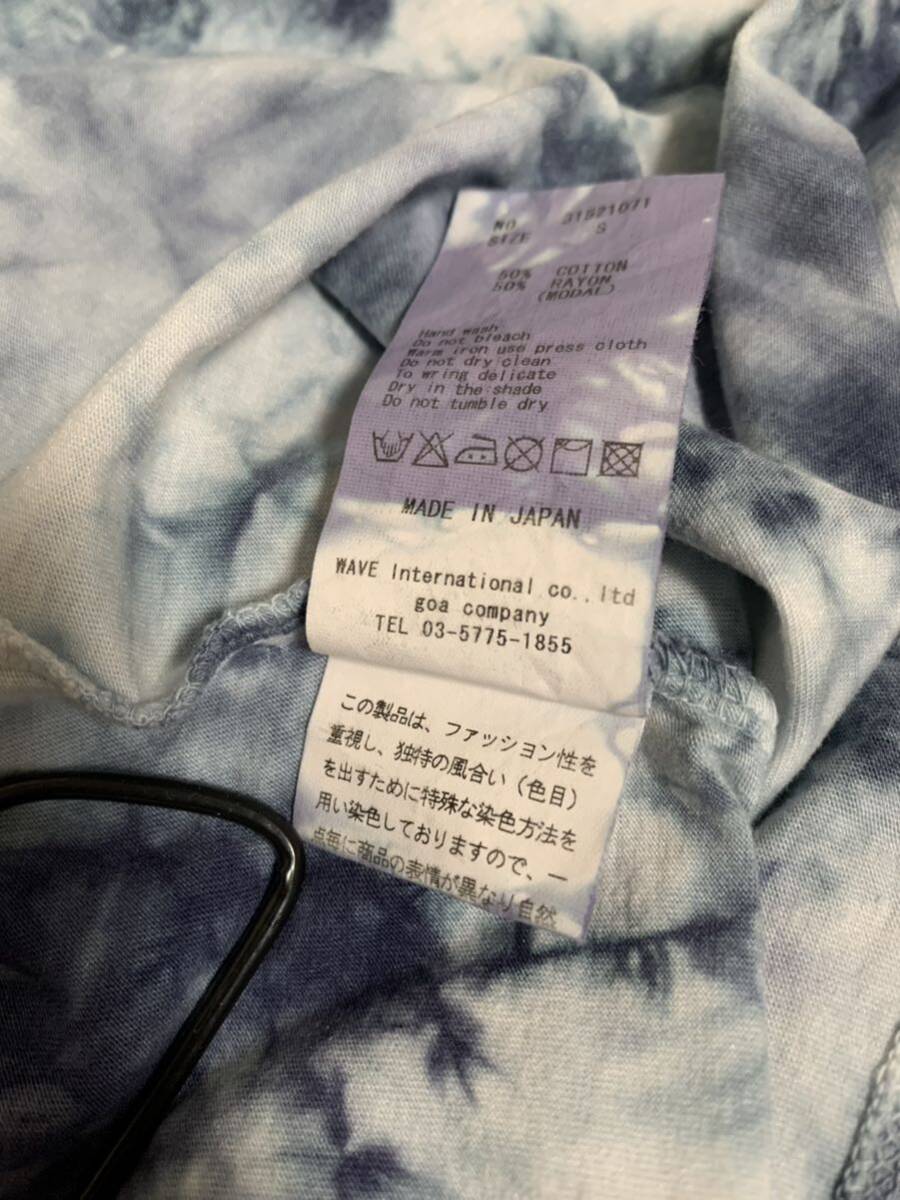 NO 31521071
SIZE S
50% COTTON
50% RAYON
(MODAL)
Hand wash
Do not bleach
Warm iron use press cloth
Do not dry clean
To wring delicate
Dry in the shade
Do not tumble dry
MADE IN JAPAN
WAVE International co.,ltd
goa company
TEL 03-5775-1855
この製品は、ファッション性を
重視し、独特の風合い（色目）
を出すために特殊な染色方法を
用い染色しておりますので、一
点毎に商品の表情が異なり自然